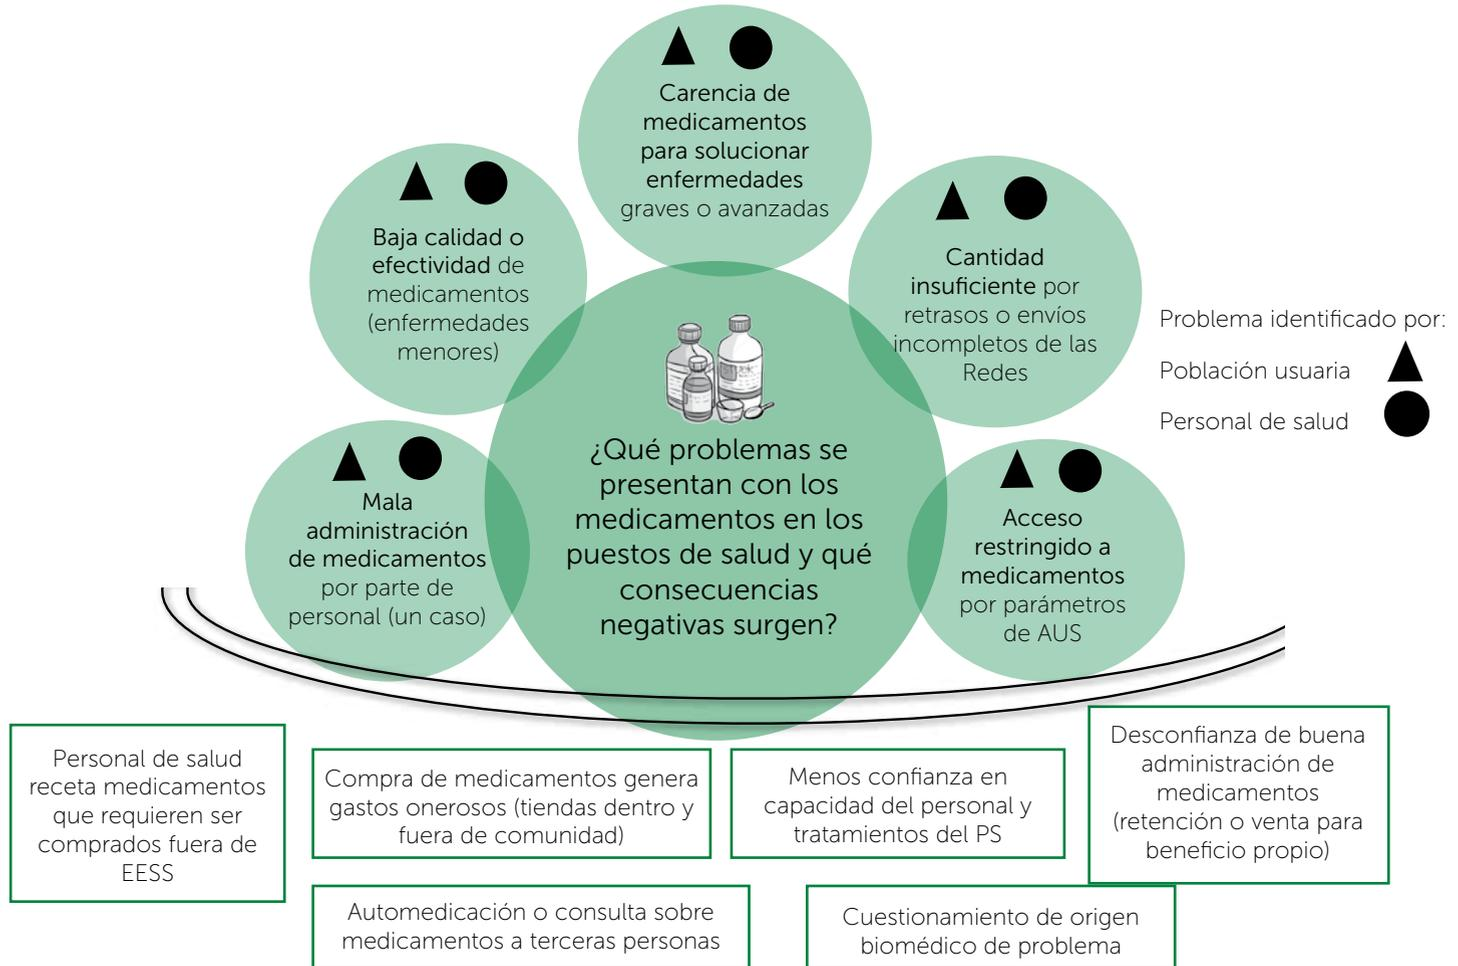 Carencia de
medicamentos
para solucionar
enfermedades
graves o avanzadas
Baja calidad o
efectividad de
medicamentos
(enfermedades
menores)
Cantidad
insuficiente por
retrasos o envíos
incompletos de las
Redes
Problema identificado por:
Población usuaria
Personal de salud
Mala
administración
de medicamentos
por parte de
personal (un caso)
¿Qué problemas se
presentan con los
medicamentos en los
puestos de salud y qué
consecuencias
negativas surgen?
Acceso
restringido a
medicamentos
por parámetros
de AUS
Personal de salud
receta medicamentos
que requieren ser
comprados fuera de
EESS
Compra de medicamentos genera
gastos onerosos (tiendas dentro y
fuera de comunidad)
Menos confianza en
capacidad del personal y
tratamientos del PS
Desconfianza de buena
administración de
medicamentos
(retención o venta para
beneficio propio)
Automedicación o consulta sobre
medicamentos a terceras personas
Cuestionamiento de origen
biomédico de problema